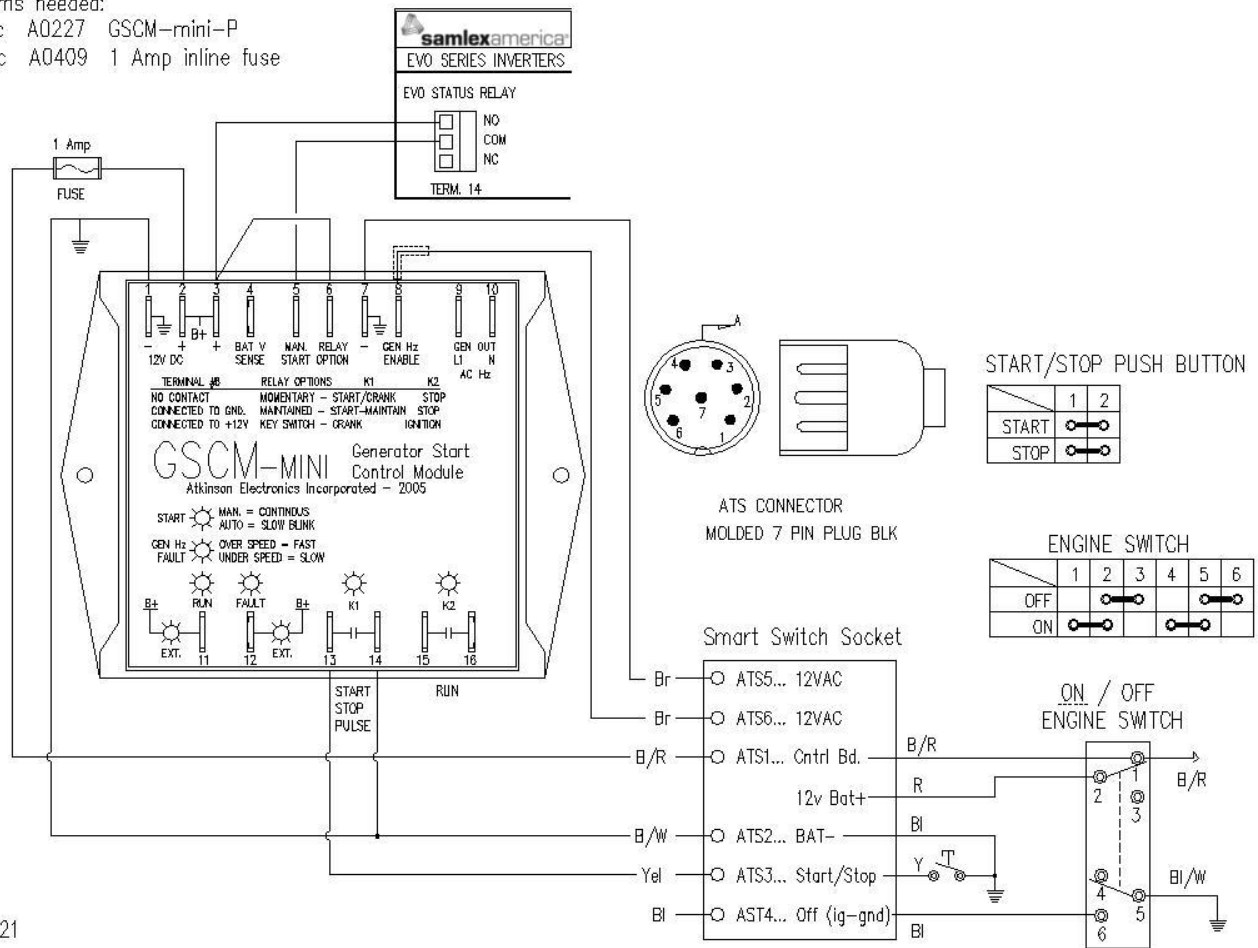 needed:
A0227 GSCM-mini-P
A0409 1 Amp inline fuse
samlexamerica
EVO SERIES INVERTERS
EVO STATUS RELAY
NO
COM
NC
TERM. 14
1 Amp
FUSE
1 2 3 4 5 6 7 8 9 10
B+
- + + BAT V MAN. RELAY - GEN Hz GEN OUT
12V DC SENSE START OPTION ENABLE L1 N
AC Hz
TERMINAL #6 RELAY OPTIONS K1 K2
NO CONTACT MOMENTARY - START/CRANK STOP
CONNECTED TO GND. MAINTAINED - START-MAINTAIN STOP
CONNECTED TO +12V KEY SWITCH - CRANK IGNITION
GSCM-MINI Generator Start
Control Module
Atkinson Electronics Incorporated - 2005
START MAN. = CONTINOUS
AUTO = SLOW BLINK
GEN Hz OVER SPEED = FAST
FAULT UNDER SPEED = SLOW
RUN FAULT K1 K2
B+ B+
EXT. 11 12 EXT. 13 14 15 16
START
STOP
PULSE
RUN
A
4 3
5 2
7
6 1
ATS CONNECTOR
MOLDED 7 PIN PLUG BLK
START/STOP PUSH BUTTON
1 2
START
STOP
ENGINE SWITCH
1 2 3 4 5 6
OFF
ON
Smart Switch Socket
Br ATS5... 12VAC
Br ATS6... 12VAC
B/R ATS1... Cntrl Bd. B/R
12v Bat+ R
B/W ATS2... BAT- Bl
Yel ATS3... Start/Stop Y
Bl AST4... Off (ig-gnd) Bl
ON / OFF
ENGINE SWITCH
1
2
3
4
5
6
B/R
Bl/W
21